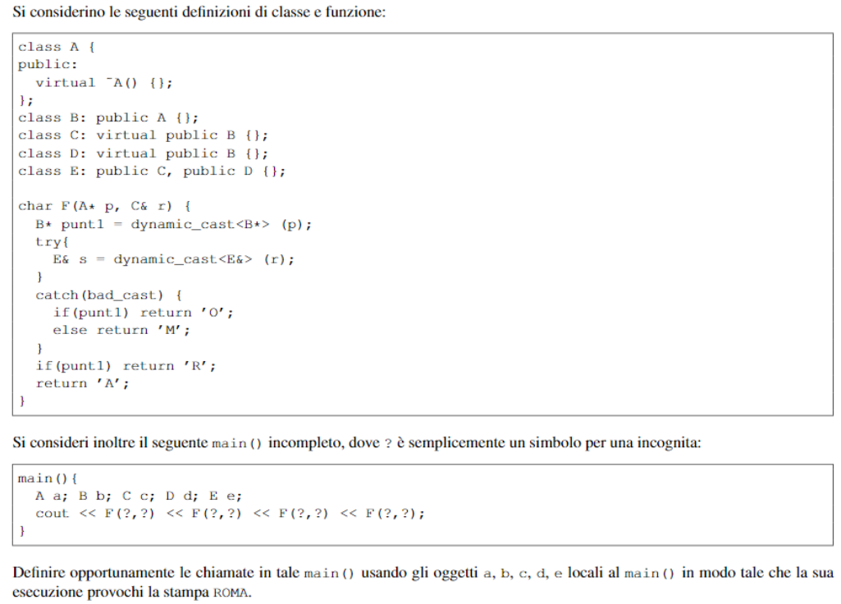 Si considerino le seguenti definizioni di classe e funzione:
class A {
public:
  virtual ~A() {};
};
class B: public A {};
class C: virtual public B {};
class D: virtual public B {};
class E: public C, public D {};

char F(A* p, C& r) {
  B* punt1 = dynamic_cast<B*> (p);
  try{
    E& s = dynamic_cast<E&> (r);
  }
  catch(bad_cast) {
    if(punt1) return 'O';
    else return 'M';
  }
  if(punt1) return 'R';
  return 'A';
}
Si consideri inoltre il seguente main() incompleto, dove ? è semplicemente un simbolo per una incognita:
main(){
  A a; B b; C c; D d; E e;
  cout << F(?,?) << F(?,?) << F(?,?) << F(?,?);
}
Definire opportunamente le chiamate in tale main() usando gli oggetti a, b, c, d, e locali al main() in modo tale che la sua
esecuzione provochi la stampa ROMA.